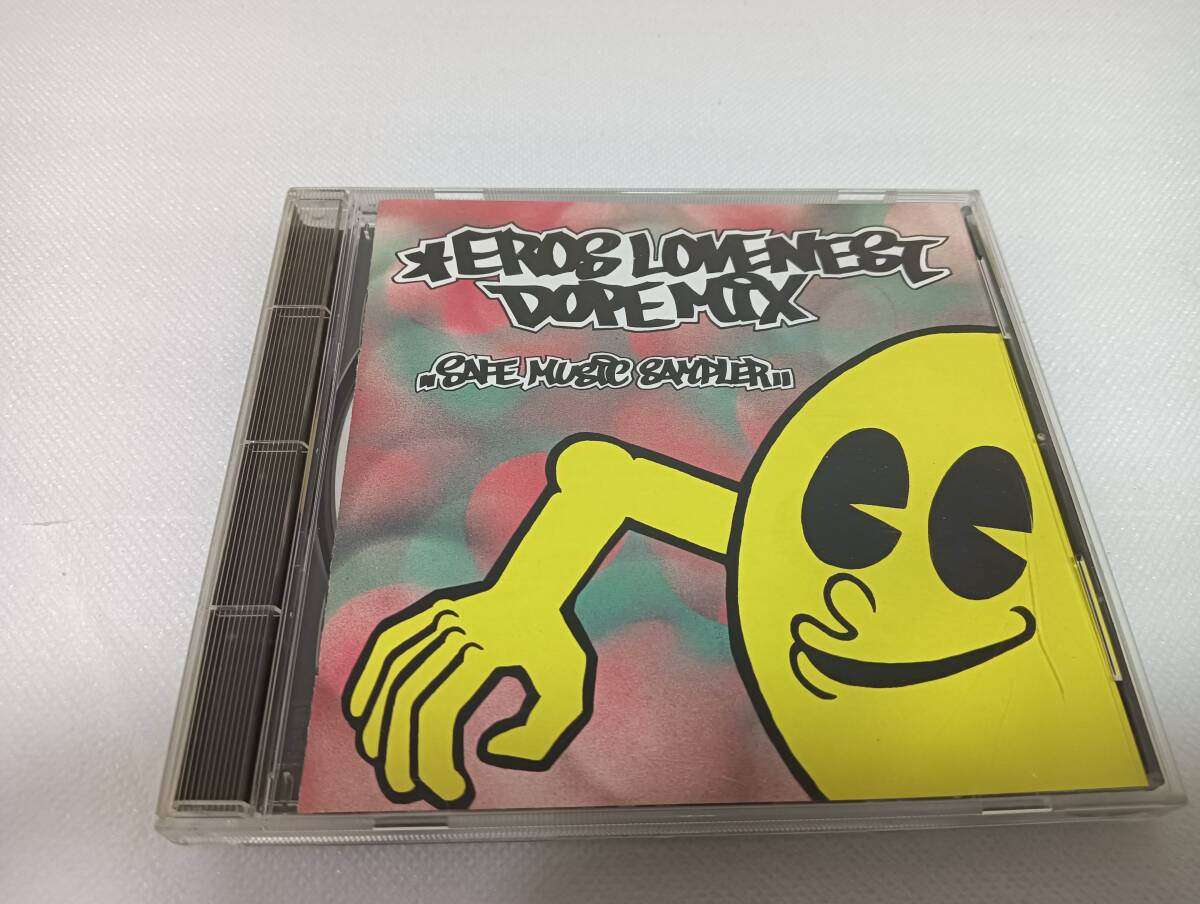 *EROS LOVENEST
DOPE MIX
"SAFE MUSIC SAMPLER"